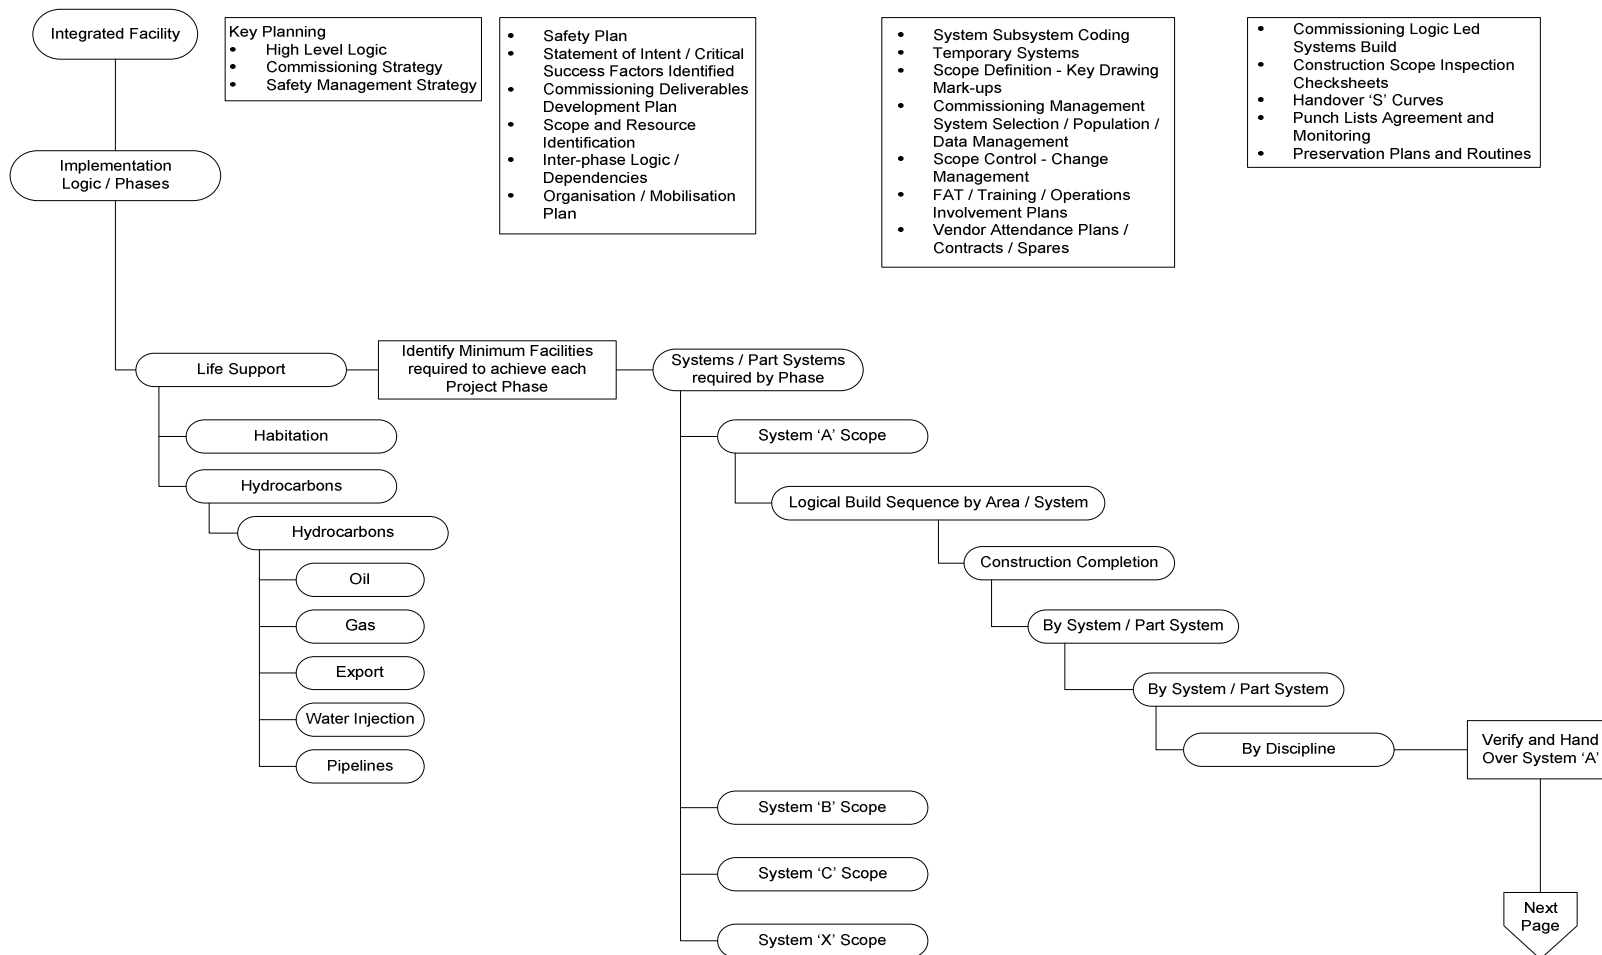 Integrated Facility
Key Planning
• High Level Logic
• Commissioning Strategy
• Safety Management Strategy
• Safety Plan
• Statement of Intent / Critical
Success Factors Identified
• Commissioning Deliverables
Development Plan
• Scope and Resource
Identification
• Inter-phase Logic /
Dependencies
• Organisation / Mobilisation
Plan
• System Subsystem Coding
• Temporary Systems
• Scope Definition - Key Drawing
Mark-ups
• Commissioning Management
System Selection / Population /
Data Management
• Scope Control - Change
Management
• FAT / Training / Operations
Involvement Plans
• Vendor Attendance Plans /
Contracts / Spares
• Commissioning Logic Led
Systems Build
• Construction Scope Inspection
Checksheets
• Handover ‘S’ Curves
• Punch Lists Agreement and
Monitoring
• Preservation Plans and Routines
Implementation
Logic / Phases
Life Support
Identify Minimum Facilities
required to achieve each
Project Phase
Systems / Part Systems
required by Phase
Habitation
Hydrocarbons
Hydrocarbons
Oil
Gas
Export
Water Injection
Pipelines
System ‘A’ Scope
Logical Build Sequence by Area / System
Construction Completion
By System / Part System
By System / Part System
By Discipline
Verify and Hand
Over System ‘A’
System ‘B’ Scope
System ‘C’ Scope
System ‘X’ Scope
Next
Page